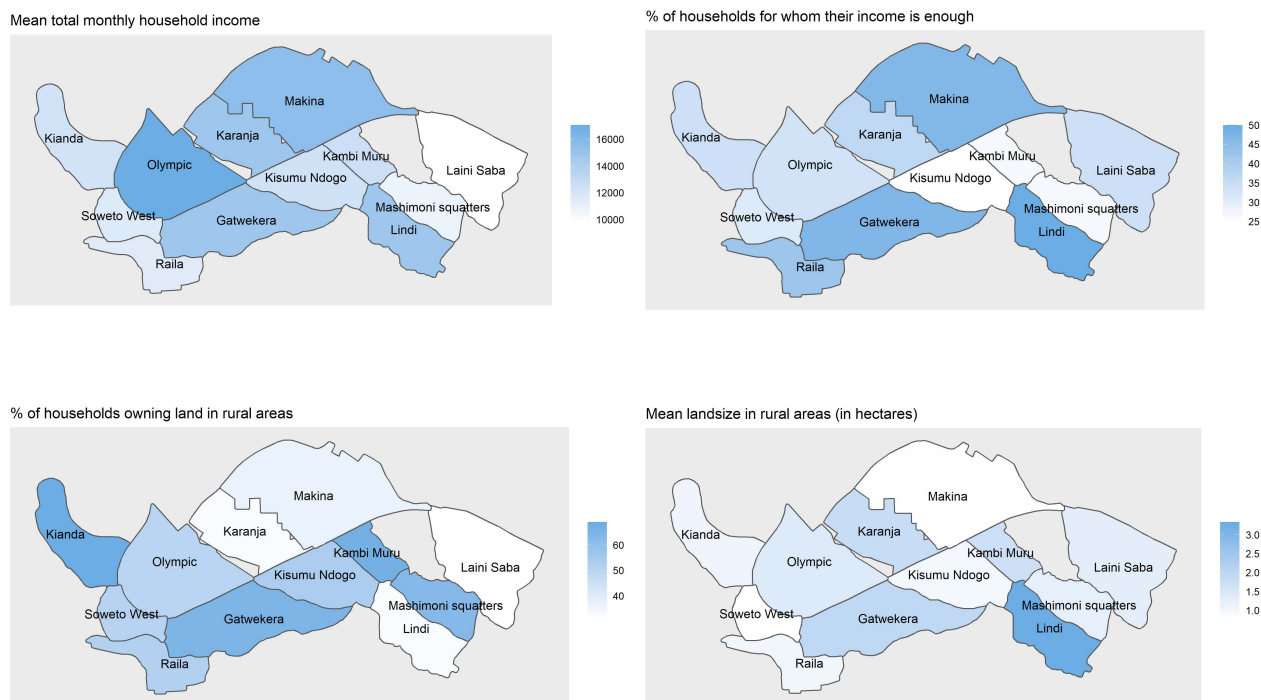 Mean total monthly household income
Makina
Kianda
Karanja
Kambi Muru
Olympic
Laini Saba
Kisumu Ndogo
Mashimoni squatters
Soweto West
Gatwekera
Lindi
Raila
16000
14000
12000
10000
% of households for whom their income is enough
Makina
Kianda
Karanja
Kambi Muru
Olympic
Laini Saba
Kisumu Ndogo
Mashimoni squatters
Soweto West
Gatwekera
Lindi
Raila
50
45
40
35
30
25
% of households owning land in rural areas
Makina
Kianda
Karanja
Kambi Muru
Olympic
Laini Saba
Kisumu Ndogo
Mashimoni squatters
Soweto West
Gatwekera
Lindi
Raila
60
50
40
Mean landsize in rural areas (in hectares)
Makina
Kianda
Karanja
Kambi Muru
Olympic
Laini Saba
Kisumu Ndogo
Mashimoni squatters
Soweto West
Gatwekera
Lindi
Raila
3.0
2.5
2.0
1.5
1.0